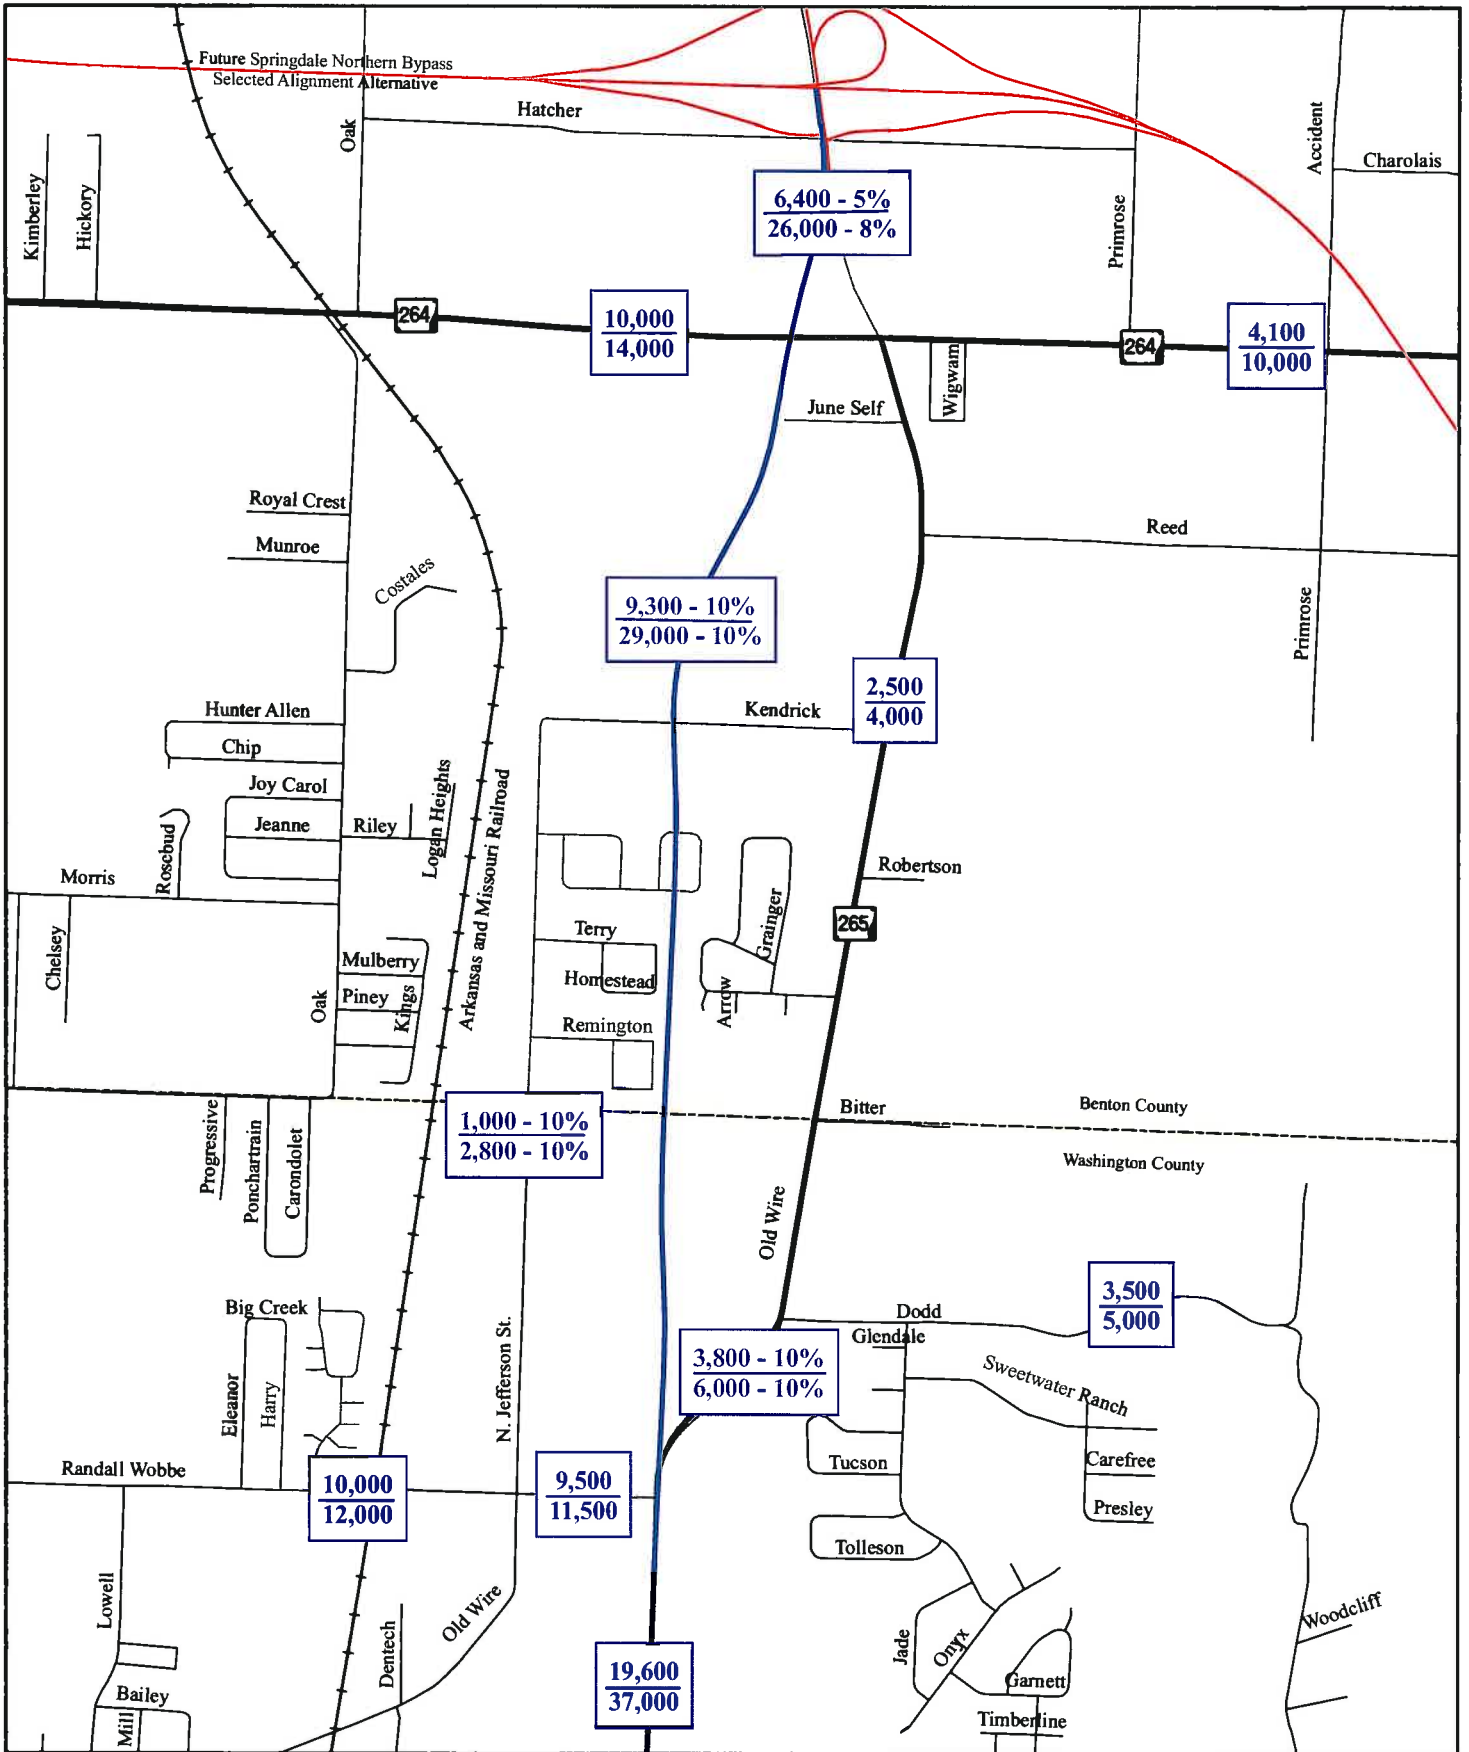 Future Springdale Northern Bypass
Selected Alignment Alternative
Hatcher
Oak
Accident
Charolais
Kimberley
Hickory
Primrose
6,400 - 5%
26,000 - 8%
264
10,000
14,000
264
4,100
10,000
Wigwam
June Self
Royal Crest
Munroe
Reed
Costales
9,300 - 10%
29,000 - 10%
Primrose
2,500
4,000
Hunter Allen
Kendrick
Chip
Joy Carol
Jeanne
Riley
Logan Heights
Arkansas and Missouri Railroad
Rosebud
Morris
Robertson
265
Chelsey
Terry
Grainger
Mulberry
Homestead
Piney
Kings
Oak
Arrow
Remington
Bitter
Benton County
1,000 - 10%
2,800 - 10%
Washington County
Progressive
Ponchartrain
Carondolet
Old Wire
3,500
5,000
Big Creek
Dodd
Glendale
N. Jefferson St.
3,800 - 10%
6,000 - 10%
Sweetwater Ranch
Eleanor
Harry
Randall Wobbe
Tucson
Carefree
10,000
12,000
9,500
11,500
Presley
Tolleson
Lowell
Old Wire
Woodcliff
Dentech
Jade
Onyx
19,600
37,000
Garnett
Bailey
Mill
Timberline